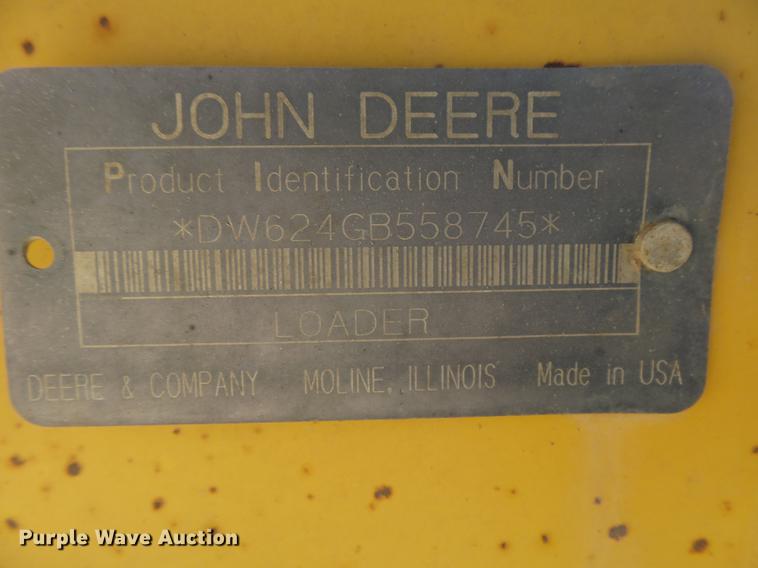 JOHN DEERE
Product Identification Number
*DW624GB558745*
LOADER
DEERE & COMPANY MOLINE, ILLINOIS Made in USA
Purple Wave Auction